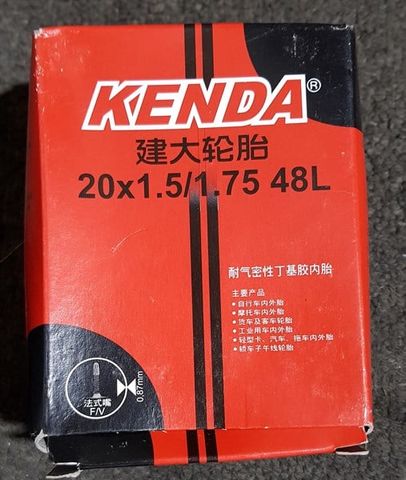 KENDA®
建大轮胎
20x1.5/1.75 48L
耐气密性丁基胶内胎
主要产品
自行车内外胎
摩托车内外胎
货车及客车轮胎
工业用车内外胎
轻型卡、汽车、拖车内外胎
轿车子午线轮胎
法式嘴
F/V
0.87mm